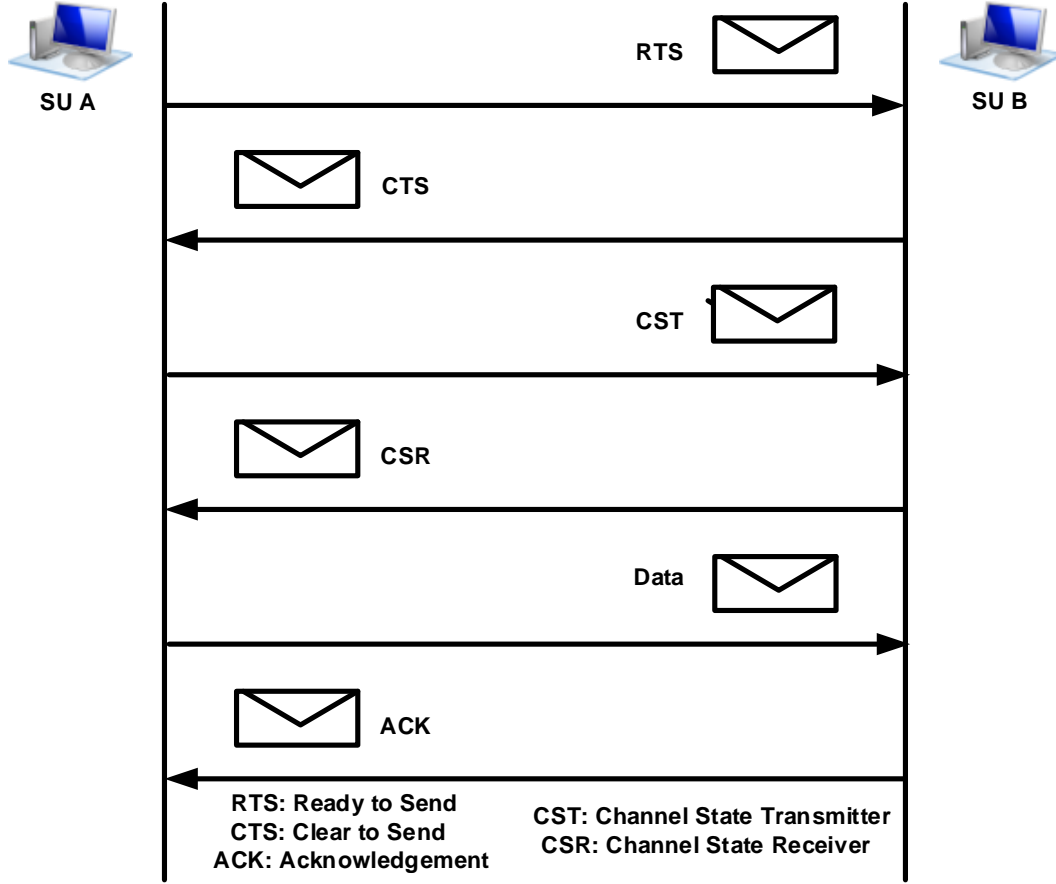 RTS
SU A
SU B
CTS
CST
CSR
Data
ACK
RTS: Ready to Send
CTS: Clear to Send
ACK: Acknowledgement
CST: Channel State Transmitter
CSR: Channel State Receiver